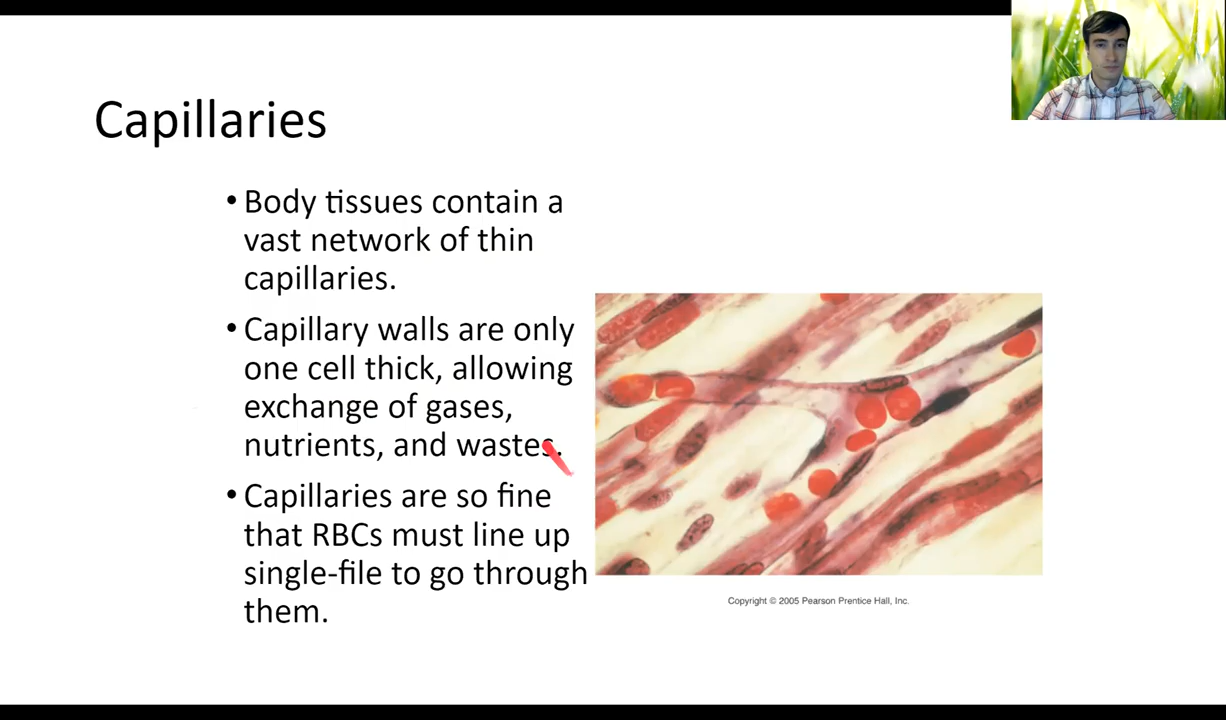 Capillaries
• Body tissues contain a
vast network of thin
capillaries.
• Capillary walls are only
one cell thick, allowing
exchange of gases,
nutrients, and wastes.
• Capillaries are so fine
that RBCs must line up
single-file to go through
them.
Copyright © 2005 Pearson Prentice Hall, Inc.